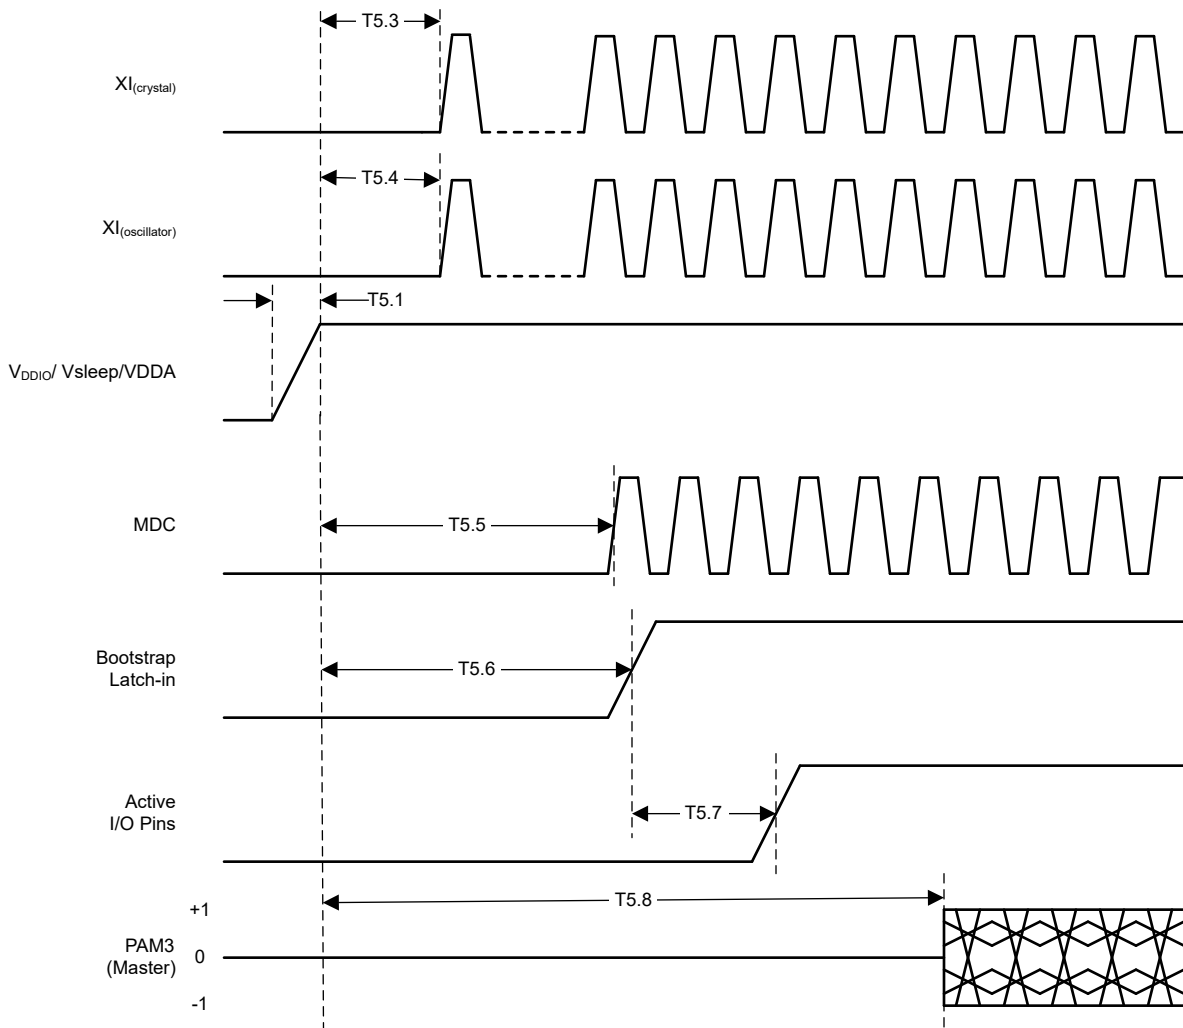 T5.3
XI(crystal)
T5.4
XI(oscillator)
T5.1
VDDIO/ Vsleep/VDDA
MDC
T5.5
Bootstrap
Latch-in
T5.6
Active
I/O Pins
T5.7
T5.8
+1
PAM3
(Master)
0
-1